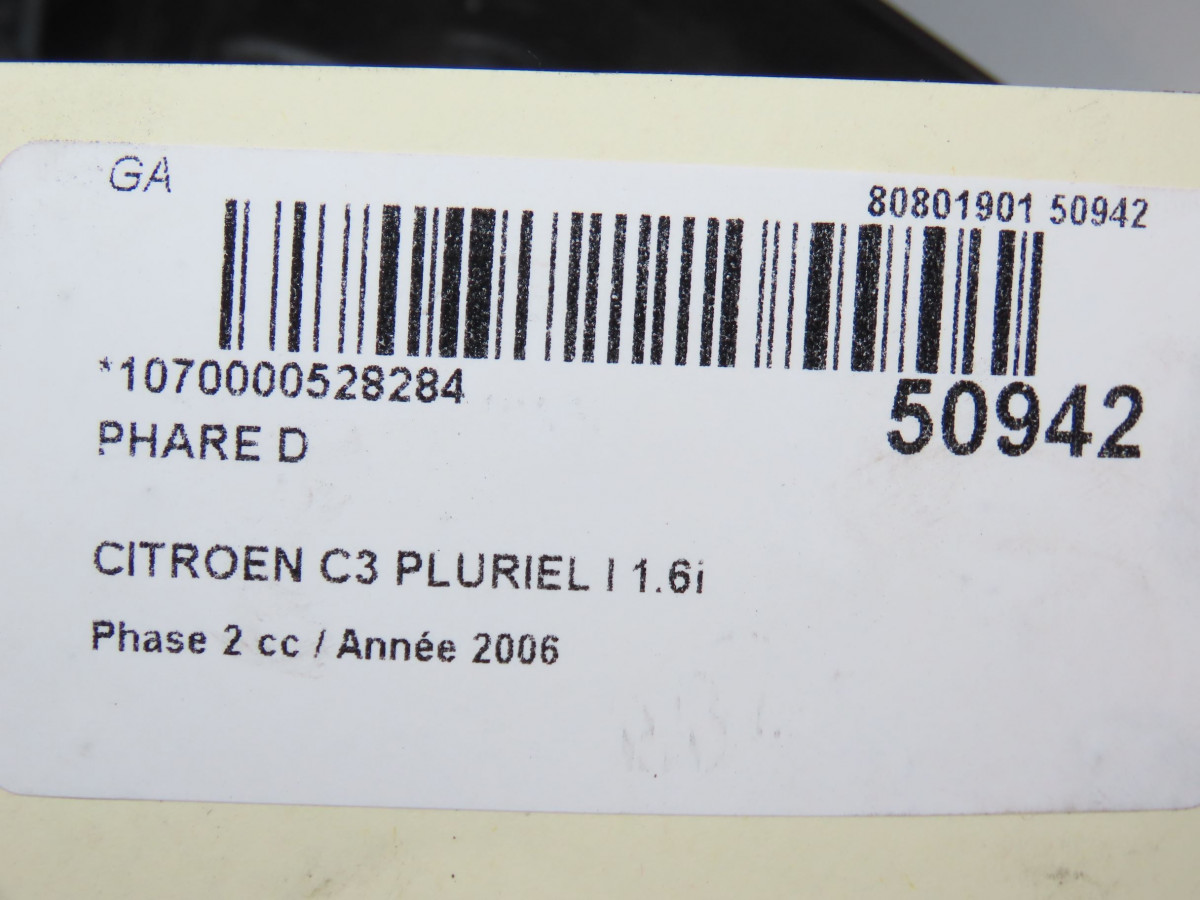 GA
80801901 50942
*1070000528284
50942
PHARE D
CITROEN C3 PLURIEL I 1.6i
Phase 2 cc / Année 2006